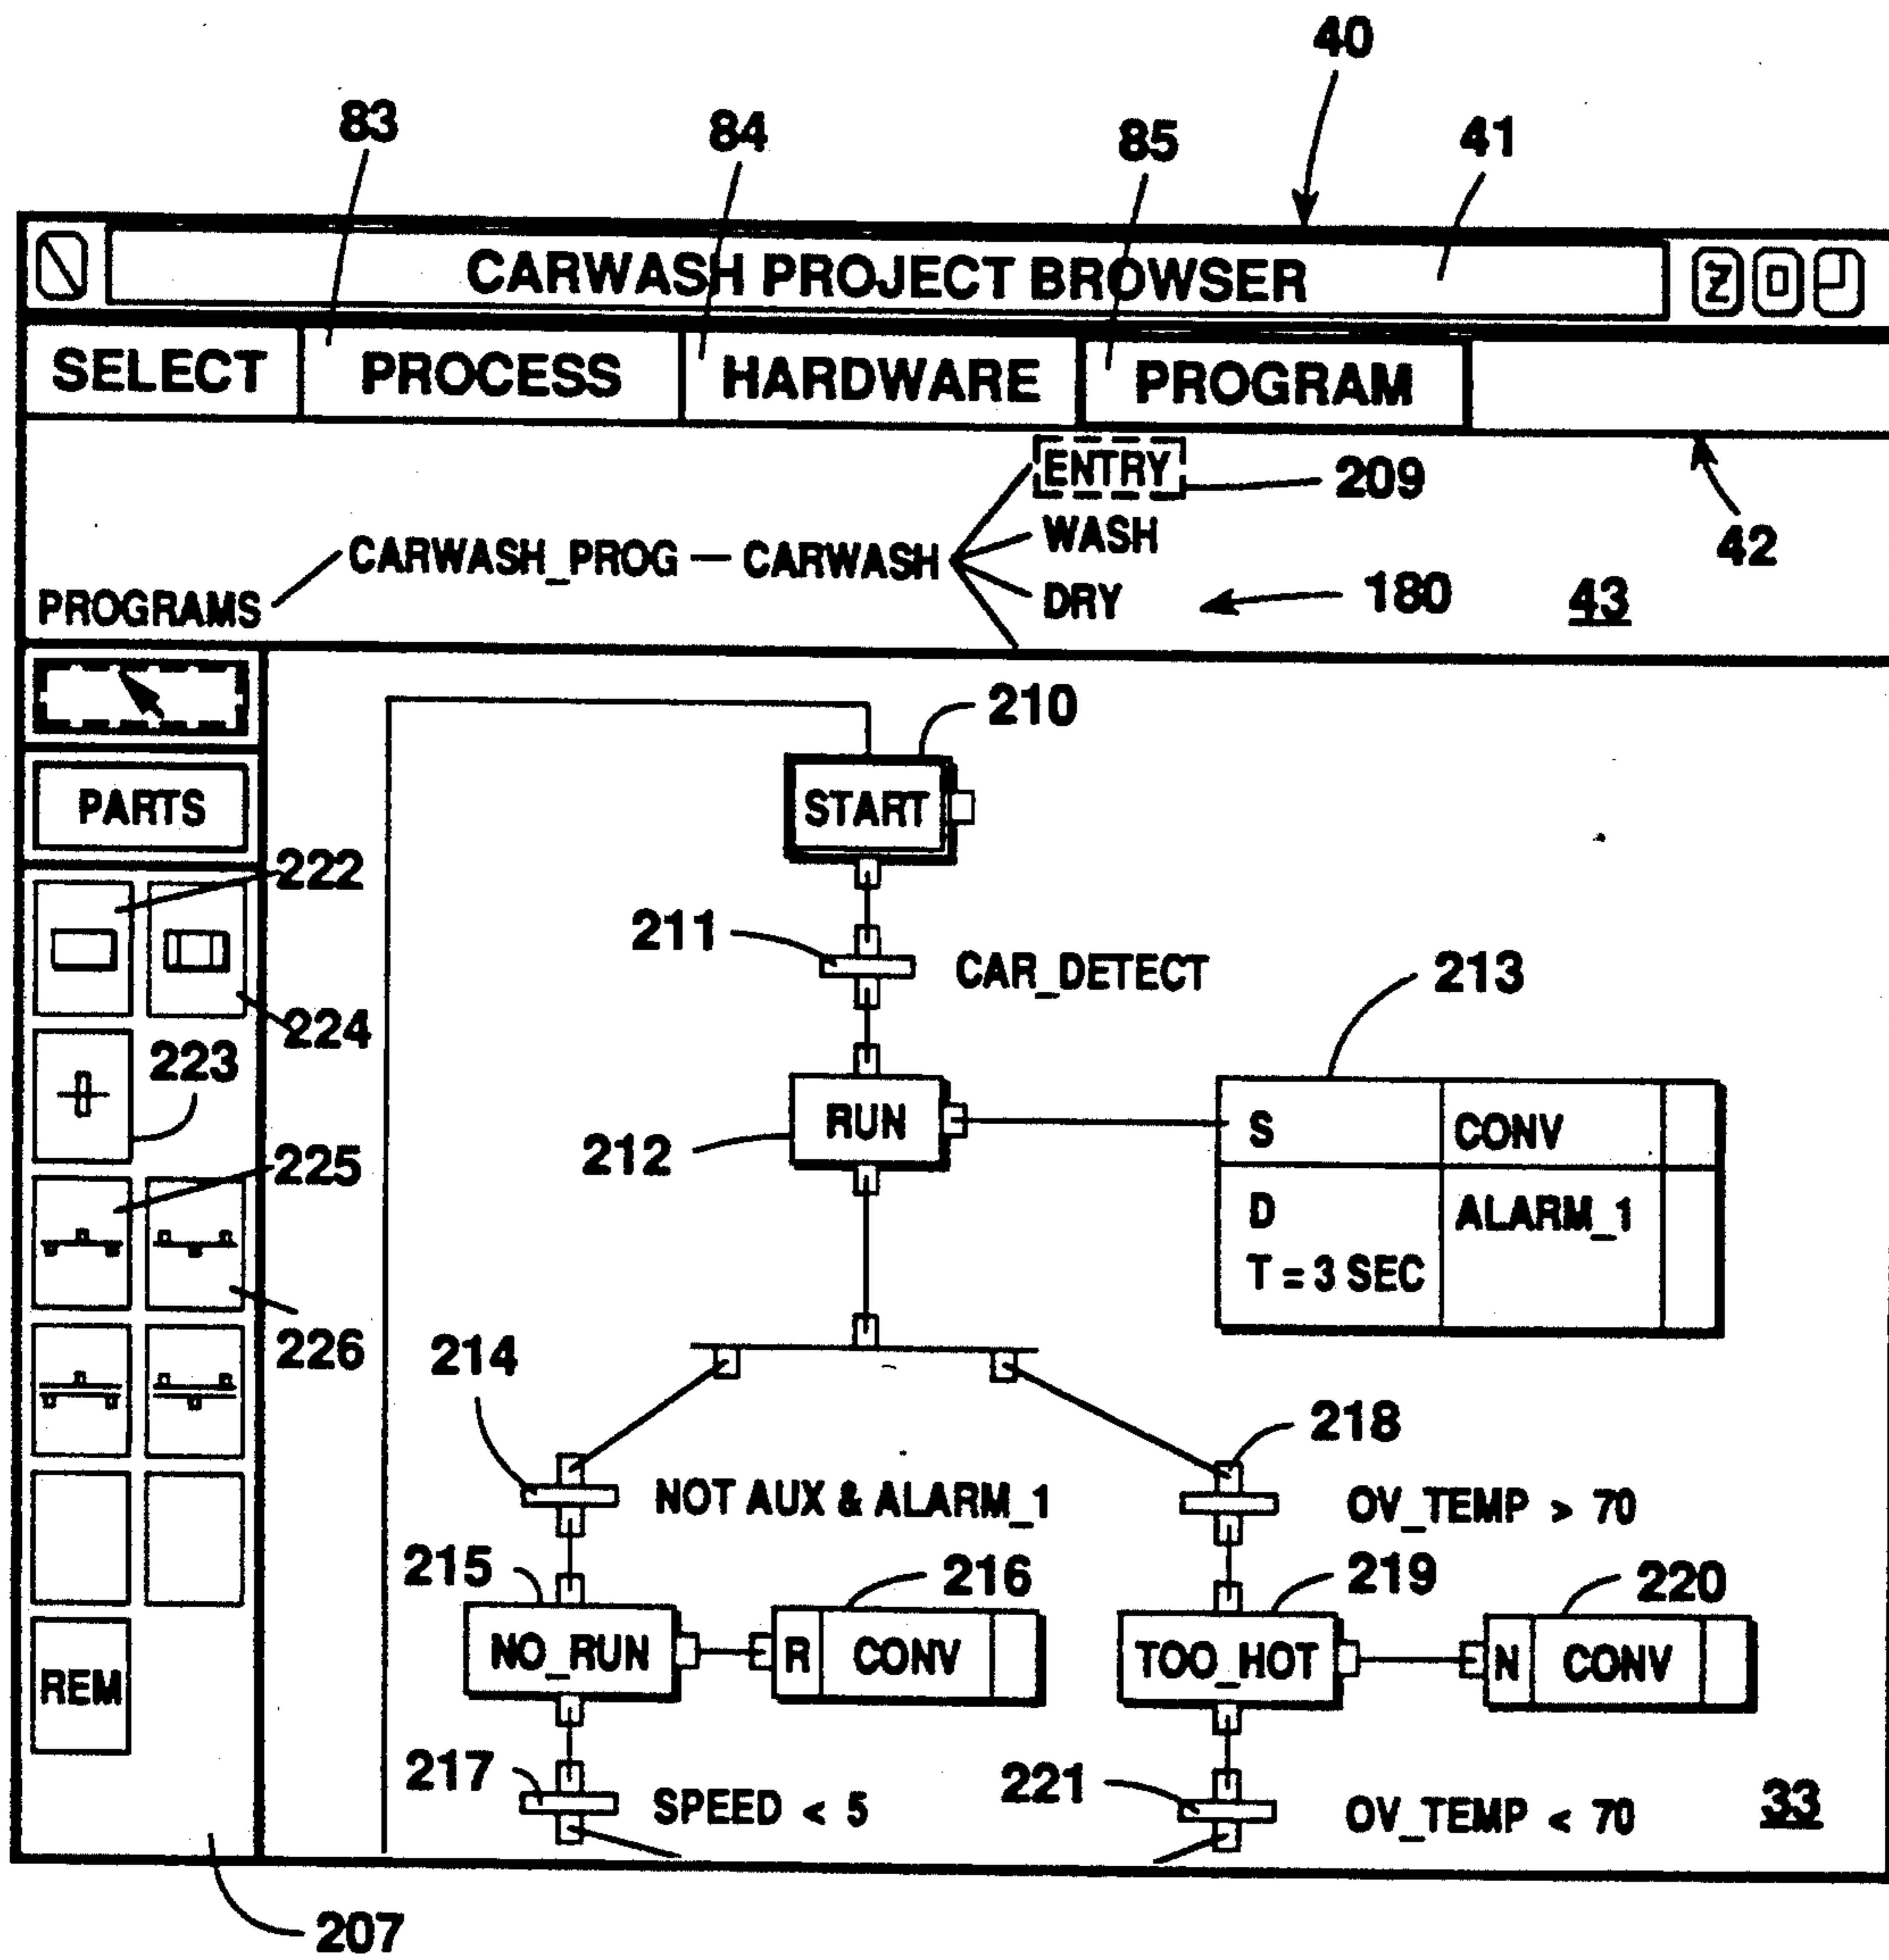 40
83
84
85
41
CARWASH PROJECT BROWSER
Z
SELECT PROCESS HARDWARE PROGRAM
ENTRY
209
WASH
42
CARWASH_PROG — CARWASH
DRY
180
43
PROGRAMS
210
START
PARTS
222
211
CAR_DETECT
213
224
223
RUN
S CONV
212
225
D ALARM_1
T = 3 SEC
226
214
218
NOT AUX & ALARM_1
OV_TEMP > 70
215
216
219
220
NO_RUN
R CONV
TOO_HOT
N CONV
REM
217
SPEED < 5
221
OV_TEMP < 70
33
207